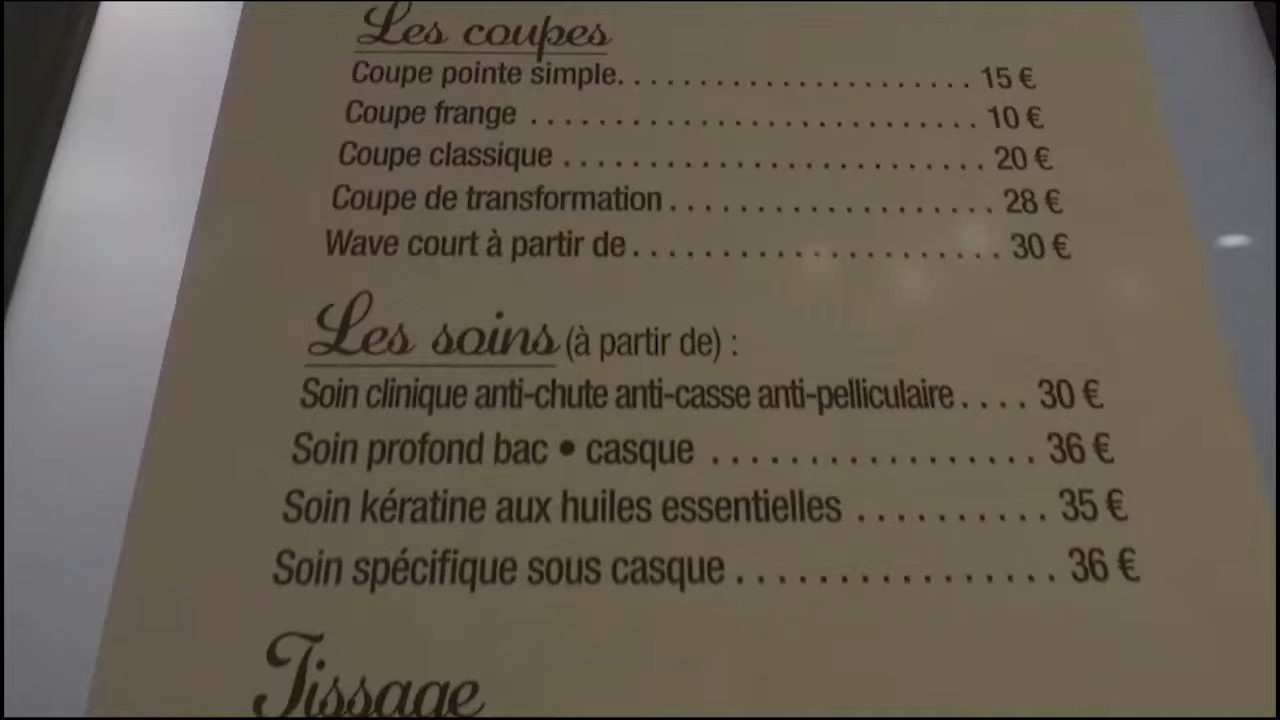 Les coupes
Coupe pointe simple. . . . . . . . . . . . . . . . . . . . . . 15 €
Coupe frange . . . . . . . . . . . . . . . . . . . . . . . . . . . . 10 €
Coupe classique . . . . . . . . . . . . . . . . . . . . . . . . . 20 €
Coupe de transformation . . . . . . . . . . . . . . . . . . . 28 €
Wave court à partir de . . . . . . . . . . . . . . . . . . . . . 30 €
Les soins (à partir de) :
Soin clinique anti-chute anti-casse anti-pelliculaire . . . . 30 €
Soin profond bac • casque . . . . . . . . . . . . . . . . . 36 €
Soin kératine aux huiles essentielles . . . . . . . . . . 35 €
Soin spécifique sous casque . . . . . . . . . . . . . . . . 36 €
Tissage